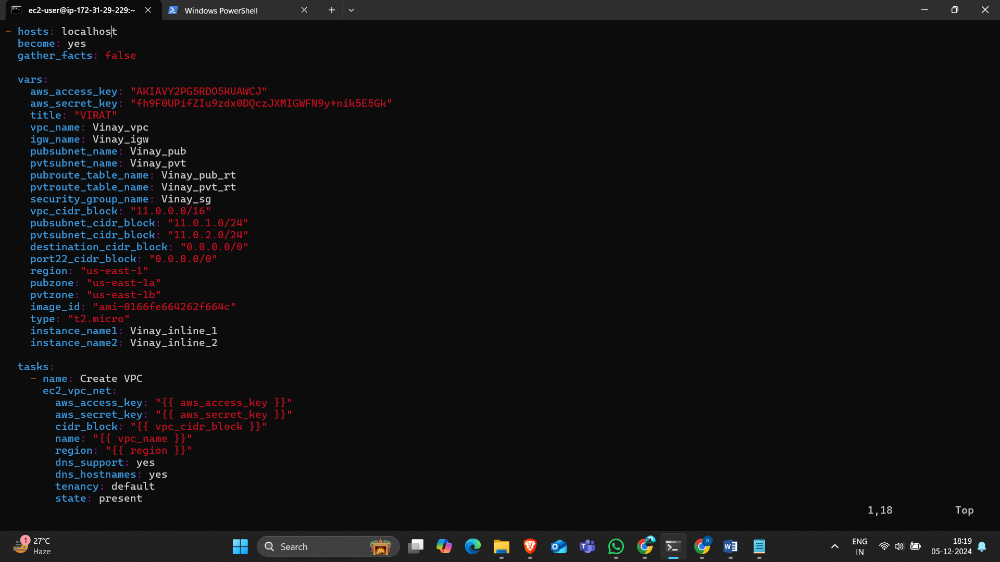 ec2-user@ip-172-31-29-229:~
Windows PowerShell
- hosts: localhost
become: yes
gather_facts: false
vars:
aws_access_key: "AKIAVY2PG5RDO5KUAWCJ"
aws_secret_key: "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"
title: "VIRAT"
vpc_name: Vinay_vpc
igw_name: Vinay_igw
pubsubnet_name: Vinay_pub
pvtsubnet_name: Vinay_pvt
pubroute_table_name: Vinay_pub_rt
pvtroute_table_name: Vinay_pvt_rt
security_group_name: Vinay_sg
vpc_cidr_block: "11.0.0.0/16"
pubsubnet_cidr_block: "11.0.1.0/24"
pvtsubnet_cidr_block: "11.0.2.0/24"
destination_cidr_block: "0.0.0.0/0"
port22_cidr_block: "0.0.0.0/0"
region: "us-east-1"
pubzone: "us-east-1a"
pvtzone: "us-east-1b"
image_id: "ami-0166fe664262f664c"
type: "t2.micro"
instance_name1: Vinay_inline_1
instance_name2: Vinay_inline_2
tasks:
- name: Create VPC
ec2_vpc_net:
aws_access_key: "{{ aws_access_key }}"
aws_secret_key: "{{ aws_secret_key }}"
cidr_block: "{{ vpc_cidr_block }}"
name: "{{ vpc_name }}"
region: "{{ region }}"
dns_support: yes
dns_hostnames: yes
tenancy: default
state: present
1,18 Top
1
27°C
Haze
Search
n
ENG
IN
18:19
05-12-2024